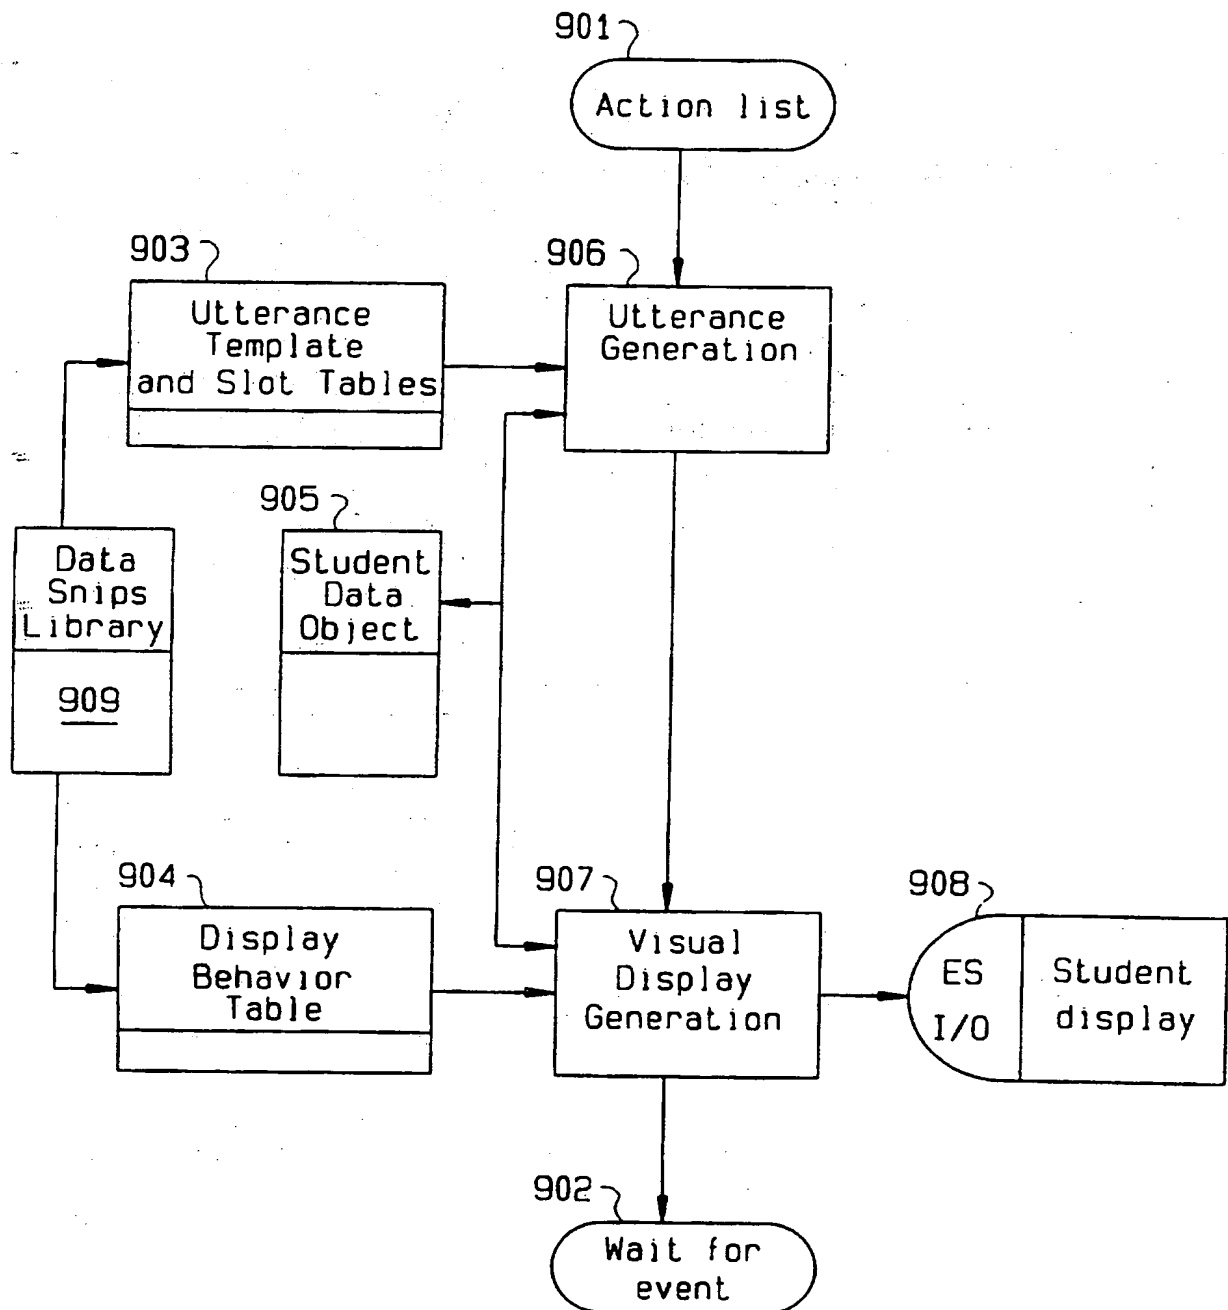 901
Action list
903
Utterance
Template
and Slot Tables
906
Utterance
Generation
905
Student
Data
Object
Data
Snips
Library
909
904
Display
Behavior
Table
907
Visual
Display
Generation
908
ES
I/O
Student
display
902
Wait for
event